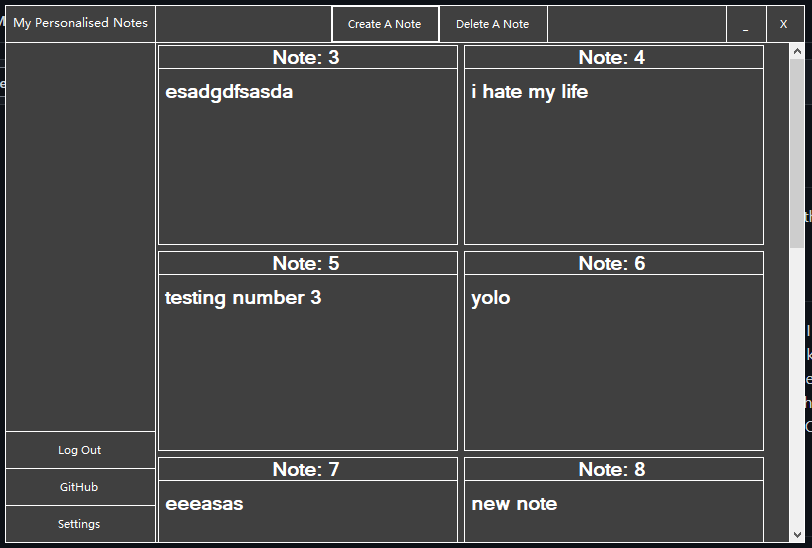 My Personalised Notes
Create A Note
Delete A Note
_
X
Note: 3
esadgdfsasda
Note: 4
i hate my life
Note: 5
testing number 3
Note: 6
yolo
Note: 7
eeeasas
Note: 8
new note
Log Out
GitHub
Settings